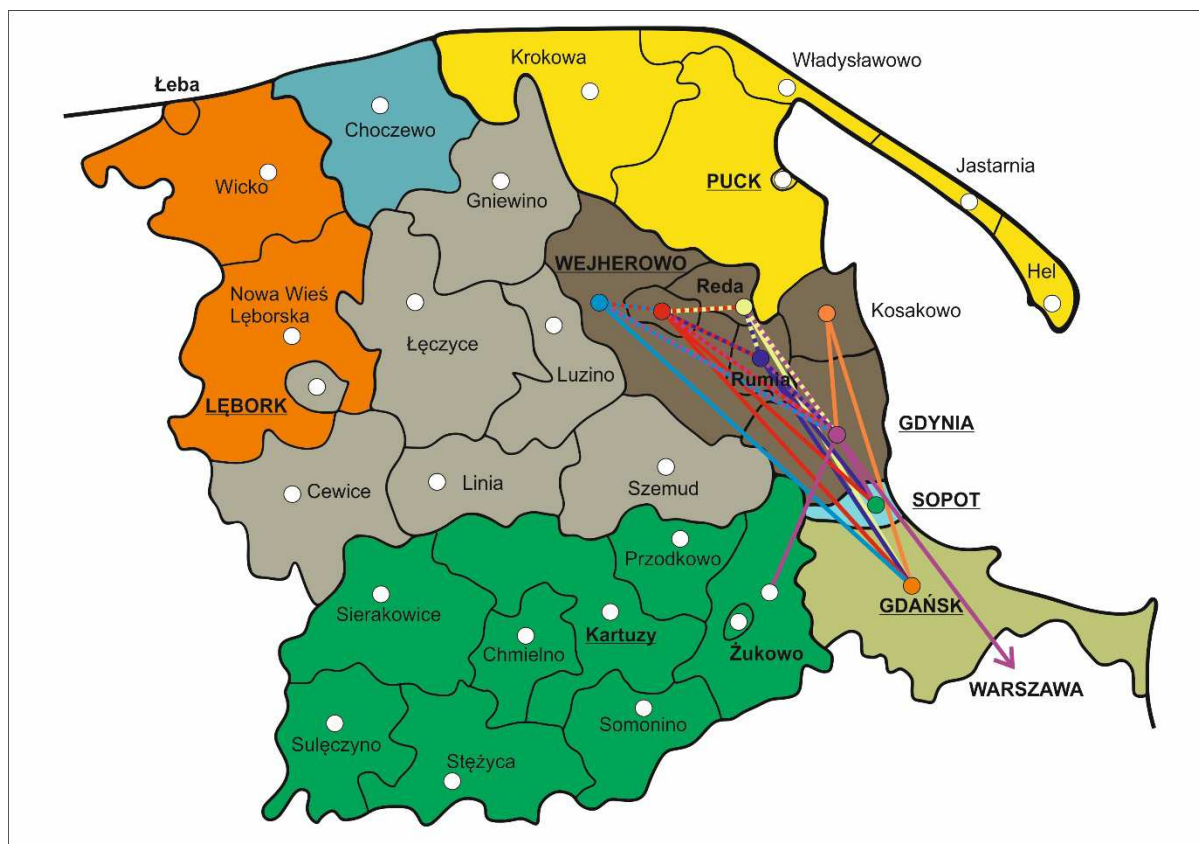 Krokowa
Władysławowo
Łeba
Choczewo
Jastarnia
Wicko
Gniewino
PUCK
WEJHEROWO
Reda
Hel
Nowa Wieś
Lęborska
Kosakowo
Łęczyce
Luzino
Rumia
LĘBORK
GDYNIA
Cewice
Linia
Szemud
SOPOT
Przodkowo
Sierakowice
GDAŃSK
Kartuzy
Chmielno
Żukowo
WARSZAWA
Somonino
Sulęczyno
Stężyca